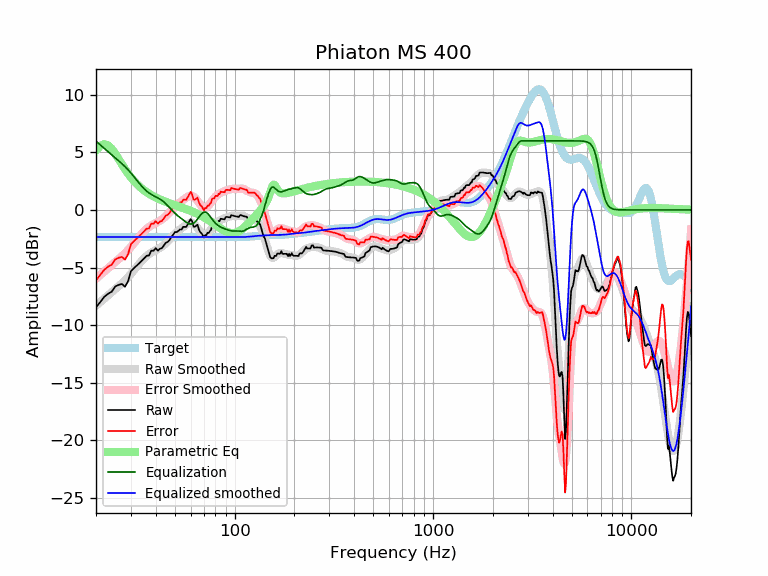 Phiaton MS 400
10
5
0
−5
−10
−15
−20
−25
Amplitude (dBr)
Target
Raw Smoothed
Error Smoothed
Raw
Error
Parametric Eq
Equalization
Equalized smoothed
100
1000
10000
Frequency (Hz)